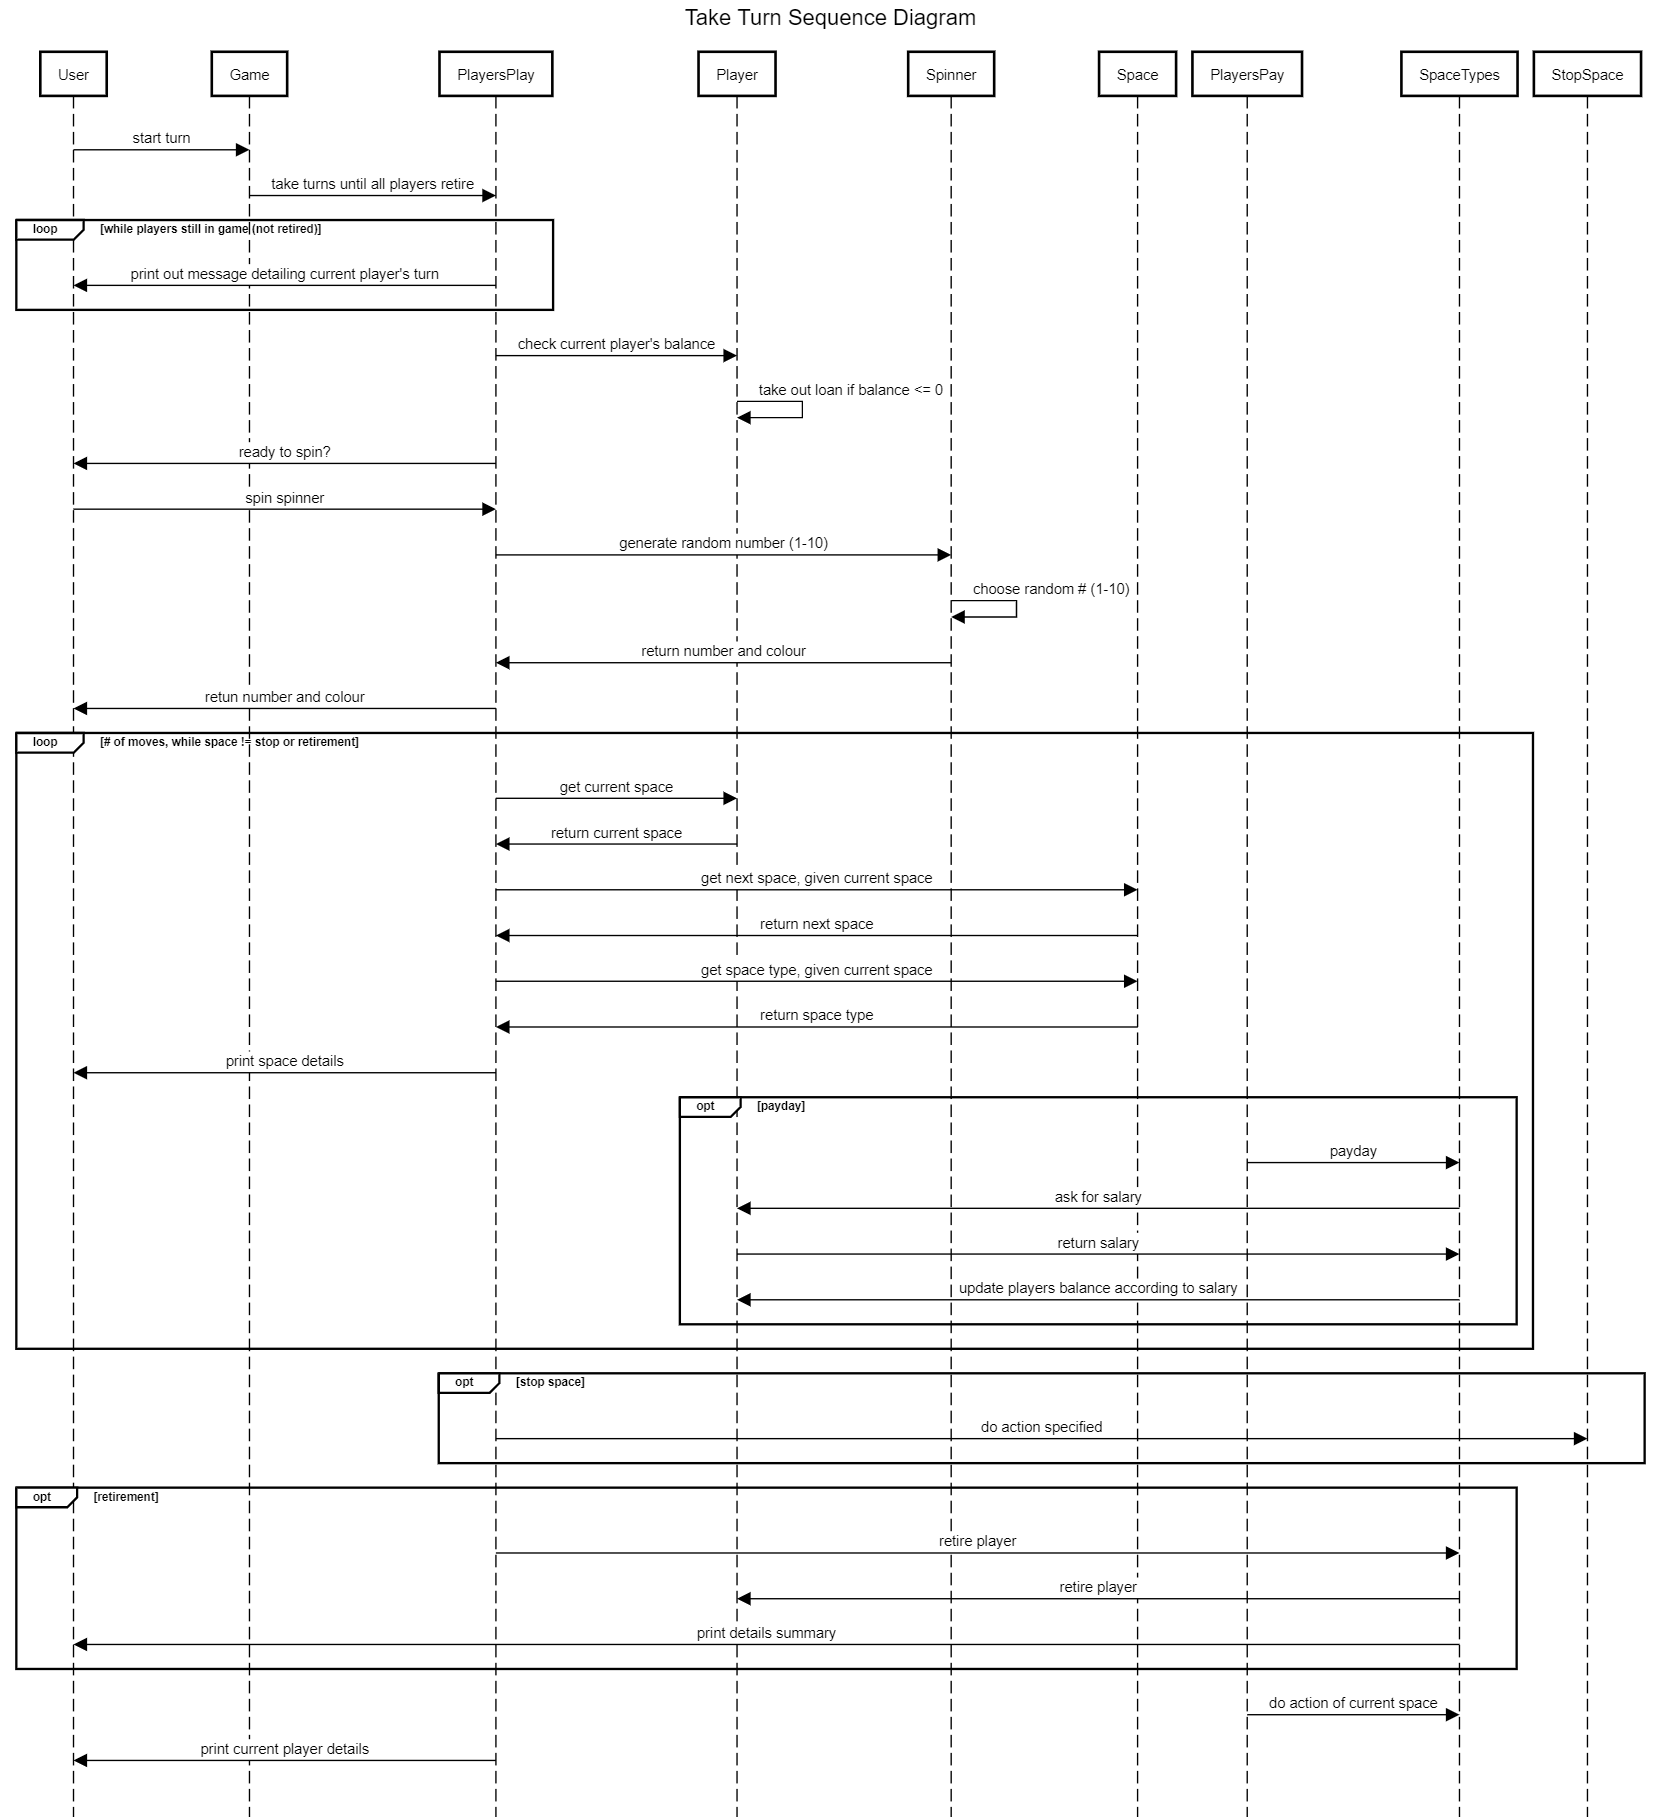 Take Turn Sequence Diagram
User
Game
PlayersPlay
Player
Spinner
Space
PlayersPay
SpaceTypes
StopSpace
start turn
take turns until all players retire
loop
[while players still in game (not retired)]
print out message detailing current player's turn
check current player's balance
take out loan if balance <= 0
ready to spin?
spin spinner
generate random number (1-10)
choose random # (1-10)
return number and colour
retun number and colour
loop
[# of moves, while space != stop or retirement]
get current space
return current space
get next space, given current space
return next space
get space type, given current space
return space type
print space details
opt
[payday]
payday
ask for salary
return salary
update players balance according to salary
opt
[stop space]
do action specified
opt
[retirement]
retire player
retire player
print details summary
do action of current space
print current player details